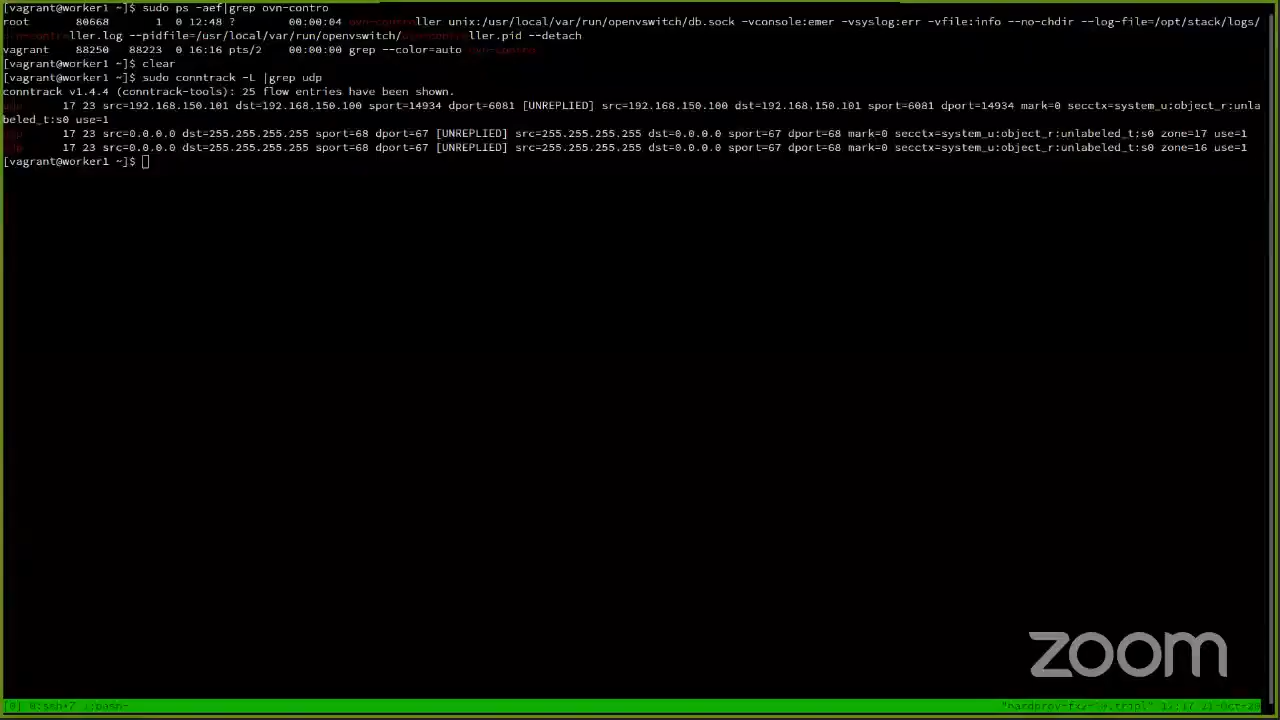 [vagrant@worker1 ~]$ sudo ps -aef|grep ovn-contro
root 80668 1 0 12:48 ? 00:00:04 ovn-controller unix:/usr/local/var/run/openvswitch/db.sock -vconsole:emer -vsyslog:err -vfile:info --no-chdir --log-file=/opt/stack/logs/
ovn-controller.log --pidfile=/usr/local/var/run/openvswitch/ovn-controller.pid --detach
vagrant 88250 88223 0 16:16 pts/2 00:00:00 grep --color=auto ovn-contro
[vagrant@worker1 ~]$ clear
[vagrant@worker1 ~]$ sudo conntrack -L |grep udp
conntrack v1.4.4 (conntrack-tools): 25 flow entries have been shown.
udp 17 23 src=192.168.150.101 dst=192.168.150.100 sport=14934 dport=6081 [UNREPLIED] src=192.168.150.100 dst=192.168.150.101 sport=6081 dport=14934 mark=0 secctx=system_u:object_r:unla
beled_t:s0 use=1
udp 17 23 src=0.0.0.0 dst=255.255.255.255 sport=68 dport=67 [UNREPLIED] src=255.255.255.255 dst=0.0.0.0 sport=67 dport=68 mark=0 secctx=system_u:object_r:unlabeled_t:s0 zone=17 use=1
udp 17 23 src=0.0.0.0 dst=255.255.255.255 sport=68 dport=67 [UNREPLIED] src=255.255.255.255 dst=0.0.0.0 sport=67 dport=68 mark=0 secctx=system_u:object_r:unlabeled_t:s0 zone=16 use=1
[vagrant@worker1 ~]$
zoom
[0]